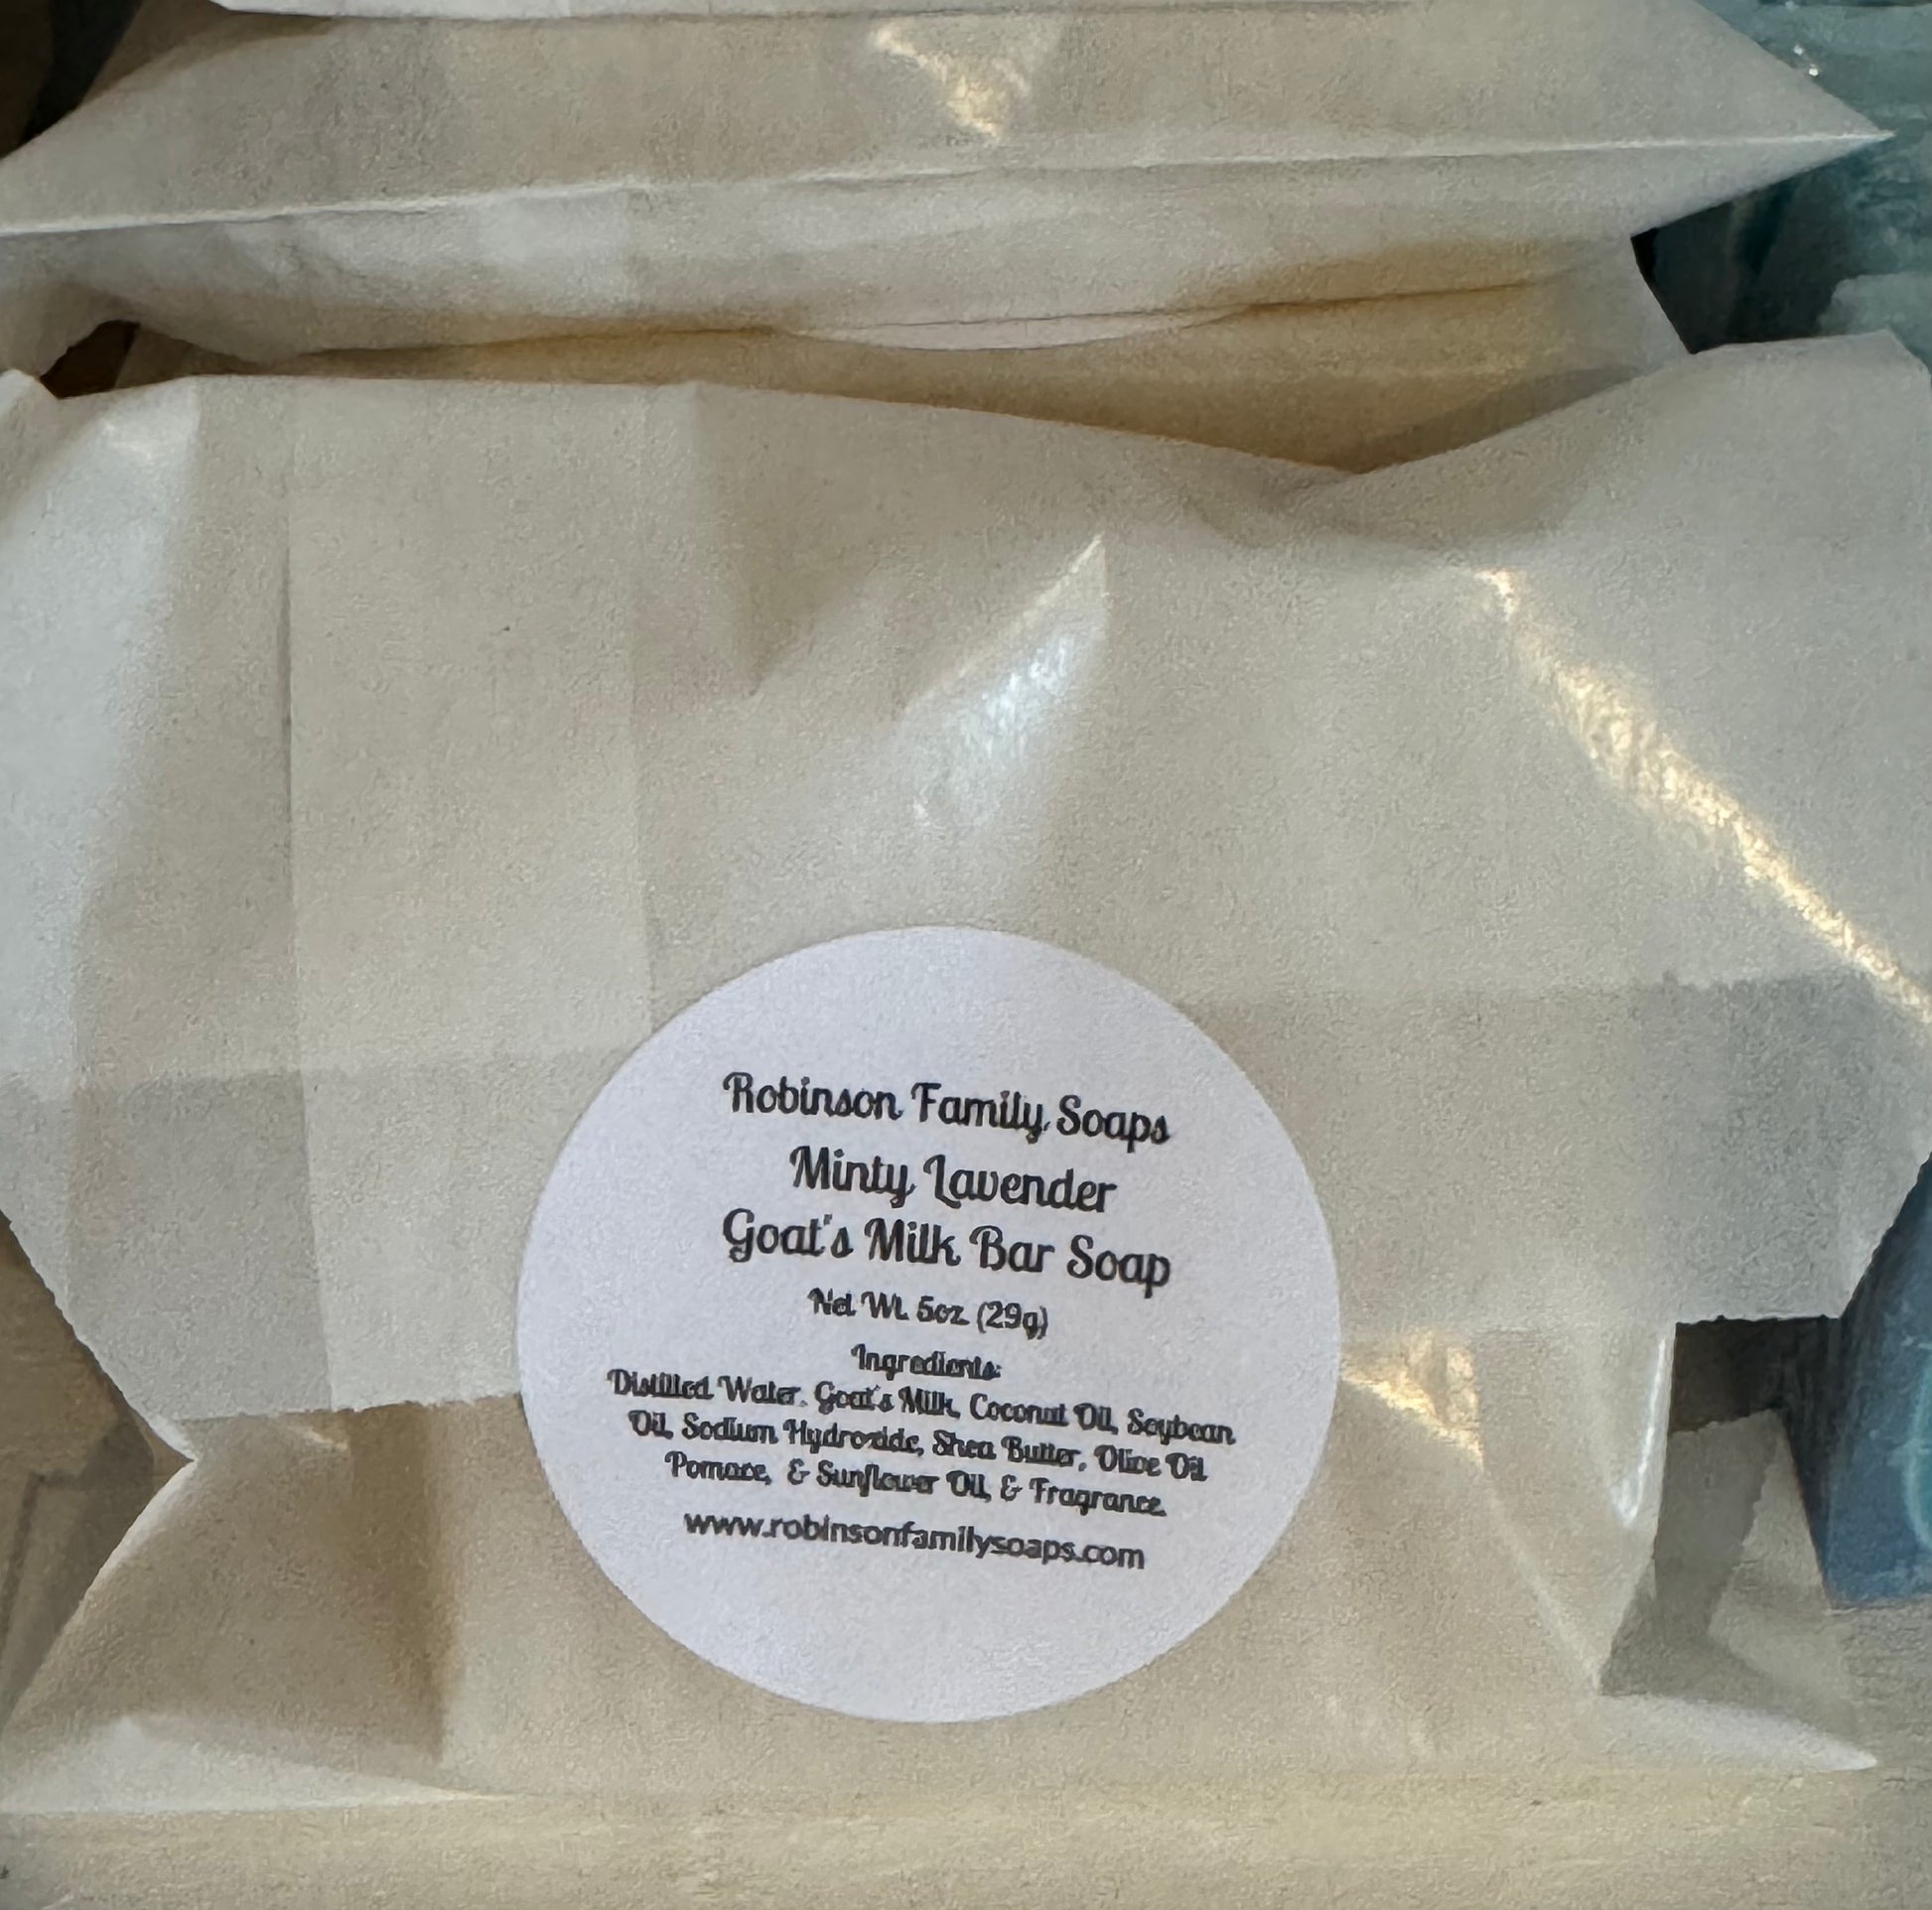 Robinson Family Soaps
Minty Lavender
Goat's Milk Bar Soap
Net Wt. 5oz. (29g)
Ingredients:
Distilled Water, Goat's Milk, Coconut Oil, Soybean
Oil, Sodium Hydroxide, Shea Butter, Olive Oil
Pomace, & Sunflower Oil, & Fragrance.
www.robinsonfamilysoaps.com